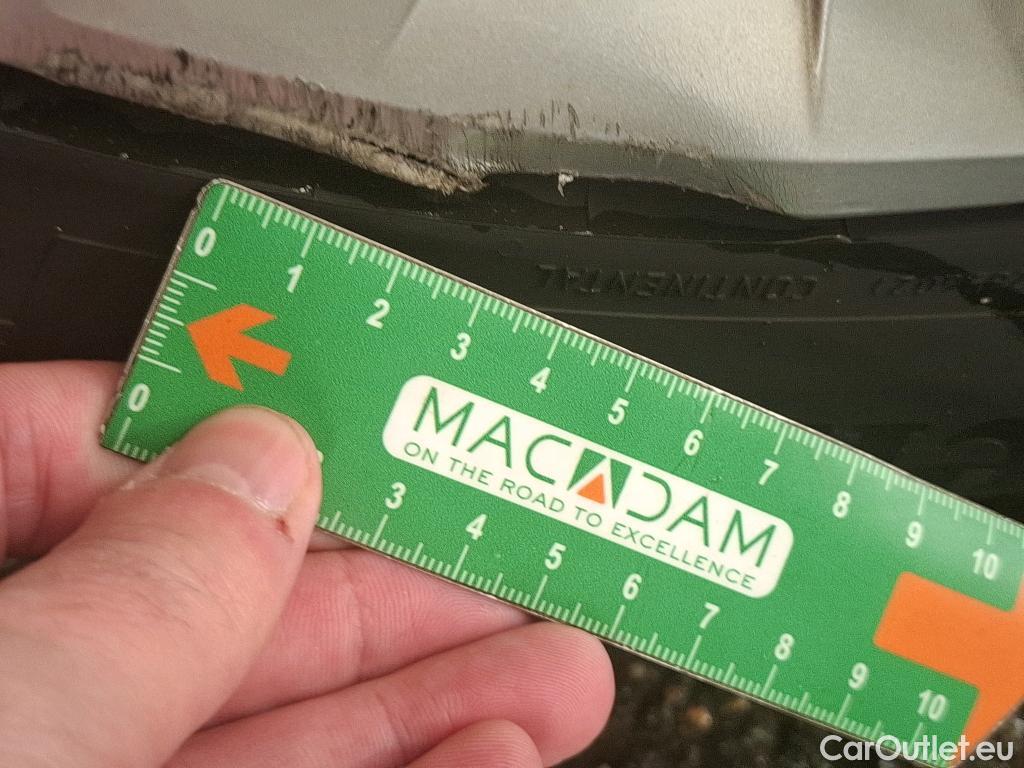 CONTINENTAL
0 1 2 3 4 5 6 7 8 9 10
MACADAM
ON THE ROAD TO EXCELLENCE
0 3 4 5 6 7 8 9 10
CarOutlet.eu